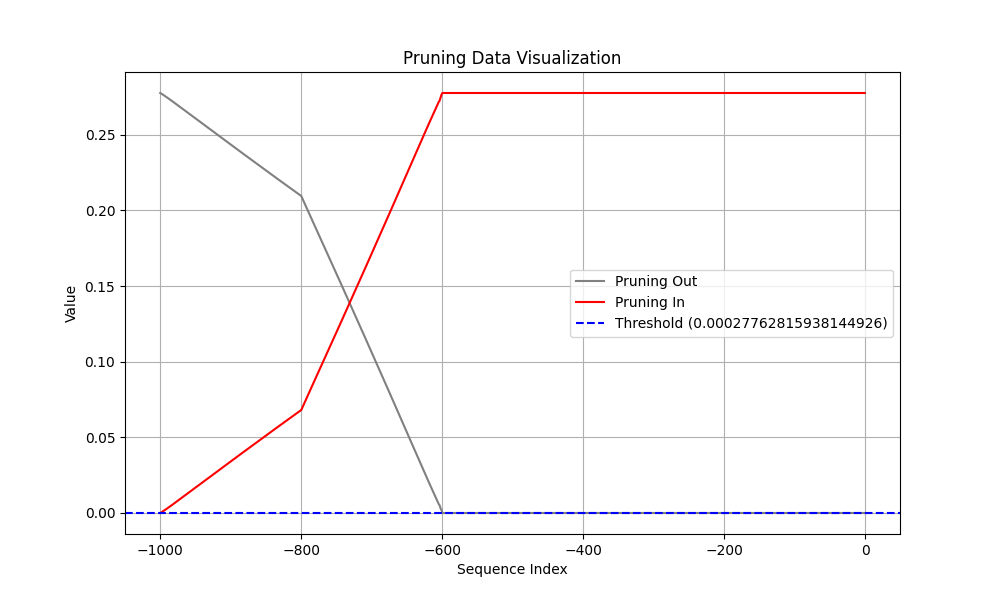 Pruning Data Visualization
Value
0.25
0.20
0.15
0.10
0.05
0.00
Pruning Out
Pruning In
Threshold (0.00027762815938144926)
−1000
−800
−600
−400
−200
0
Sequence Index